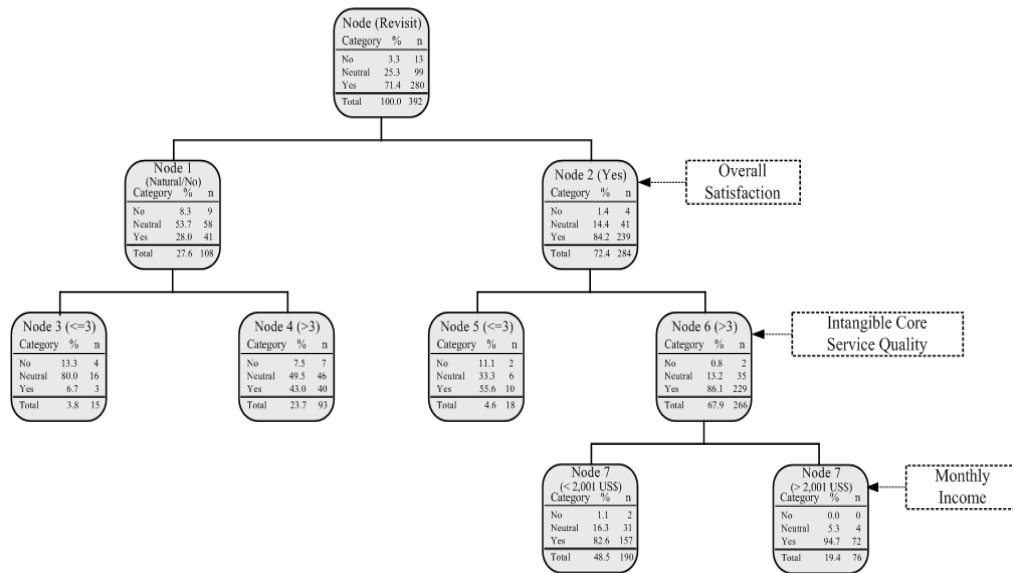 Node (Revisit)
Category % n
No 3.3 13
Neutral 25.3 99
Yes 71.4 280
Total 100.0 392
Node 1
(Natural/No)
Category % n
No 8.3 9
Neutral 53.7 58
Yes 28.0 41
Total 27.6 108
Node 2 (Yes)
Category % n
No 1.4 4
Neutral 14.4 41
Yes 84.2 239
Total 72.4 284
Overall
Satisfaction
Node 3 (<=3)
Category % n
No 13.3 4
Neutral 80.0 16
Yes 6.7 3
Total 3.8 15
Node 4 (>3)
Category % n
No 7.5 7
Neutral 49.5 46
Yes 43.0 40
Total 23.7 93
Node 5 (<=3)
Category % n
No 11.1 2
Neutral 33.3 6
Yes 55.6 10
Total 4.6 18
Node 6 (>3)
Category % n
No 0.8 2
Neutral 13.2 35
Yes 86.1 229
Total 67.9 266
Intangible Core
Service Quality
Node 7
(< 2,001 US$)
Category % n
No 1.1 2
Neutral 16.3 31
Yes 82.6 157
Total 48.5 190
Node 7
(> 2,001 US$)
Category % n
No 0.0 0
Neutral 5.3 4
Yes 94.7 72
Total 19.4 76
Monthly
Income